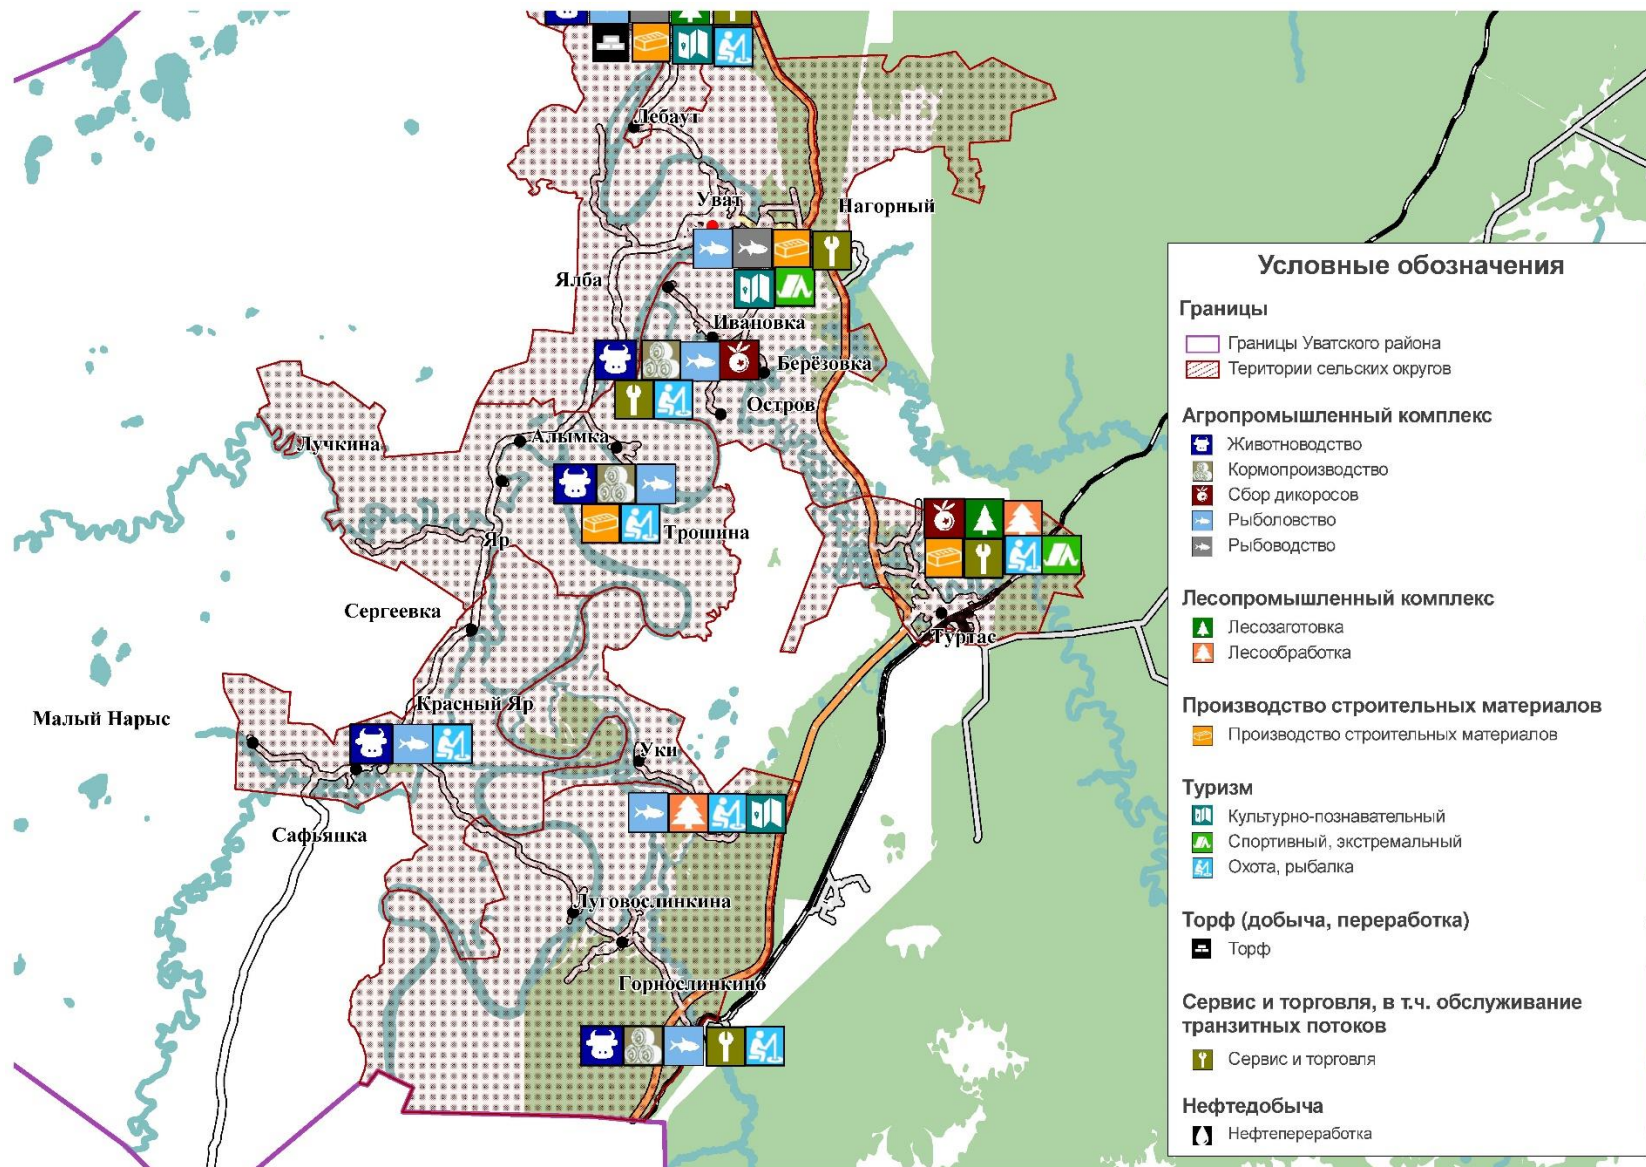 Лебаут
Уват
Нагорный
Ялба
Ивановка
Берёзовка
Остров
Алымка
Лучкина
Трошина
Яр
Сергеевка
Туртас
Красный Яр
Малый Нарыс
Уки
Сафьянка
Луговослинкина
Горнослинкино
Условные обозначения
Границы
Границы Уватского района
Територии сельских округов
Агропромышленный комплекс
Животноводство
Кормопроизводство
Сбор дикоросов
Рыболовство
Рыбоводство
Лесопромышленный комплекс
Лесозаготовка
Лесообработка
Производство строительных материалов
Производство строительных материалов
Туризм
Культурно-познавательный
Спортивный, экстремальный
Охота, рыбалка
Торф (добыча, переработка)
Торф
Сервис и торговля, в т.ч. обслуживание
транзитных потоков
Сервис и торговля
Нефтедобыча
Нефтепереработка